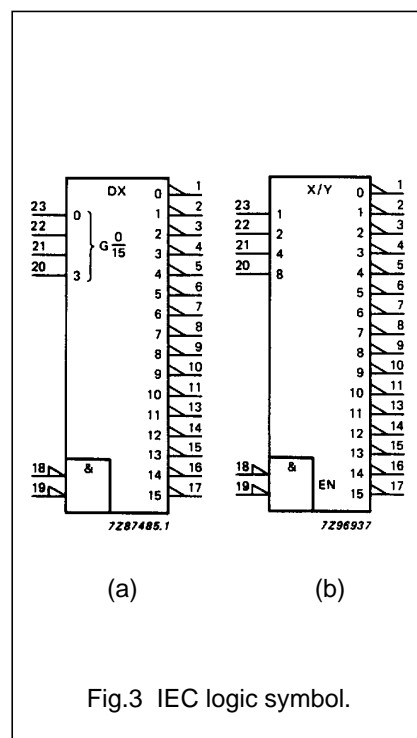 DX X/Y
0 1 0 1
23 0 1 2 23 1 1 2
22 2 3 22 2 2 3
21 G 0/15 3 4 21 4 3 4
20 3 4 5 20 8 4 5
5 6 5 6
6 7 6 7
7 8 7 8
8 9 8 9
9 10 9 10
10 11 10 11
11 13 11 13
12 14 12 14
13 15 13 15
18 & 14 16 18 & 14 16
19 15 17 19 EN 15 17
7Z87485.1 7Z96937
(a) (b)
Fig.3 IEC logic symbol.